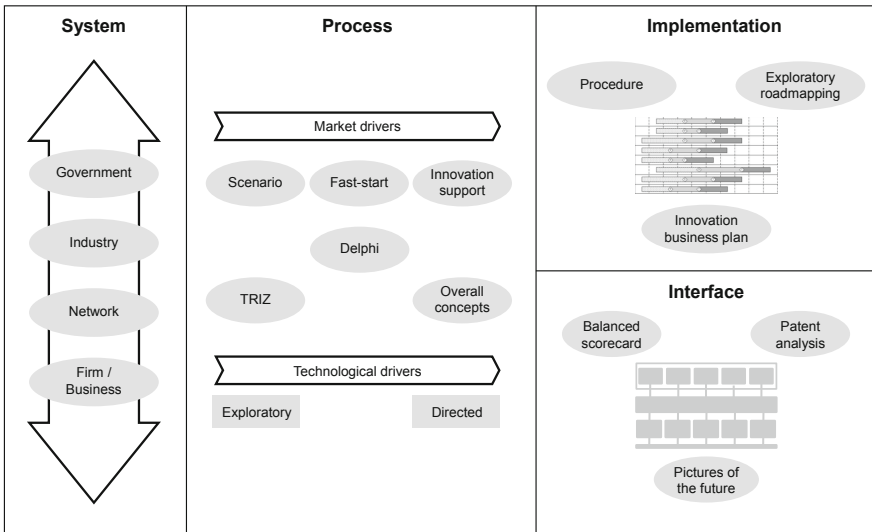 System
Government
Industry
Network
Firm /
Business
Process
Market drivers
Scenario
Fast-start
Innovation
support
Delphi
TRIZ
Overall
concepts
Technological drivers
Exploratory
Directed
Implementation
Procedure
Exploratory
roadmapping
Innovation
business plan
Interface
Balanced
scorecard
Patent
analysis
Pictures of
the future